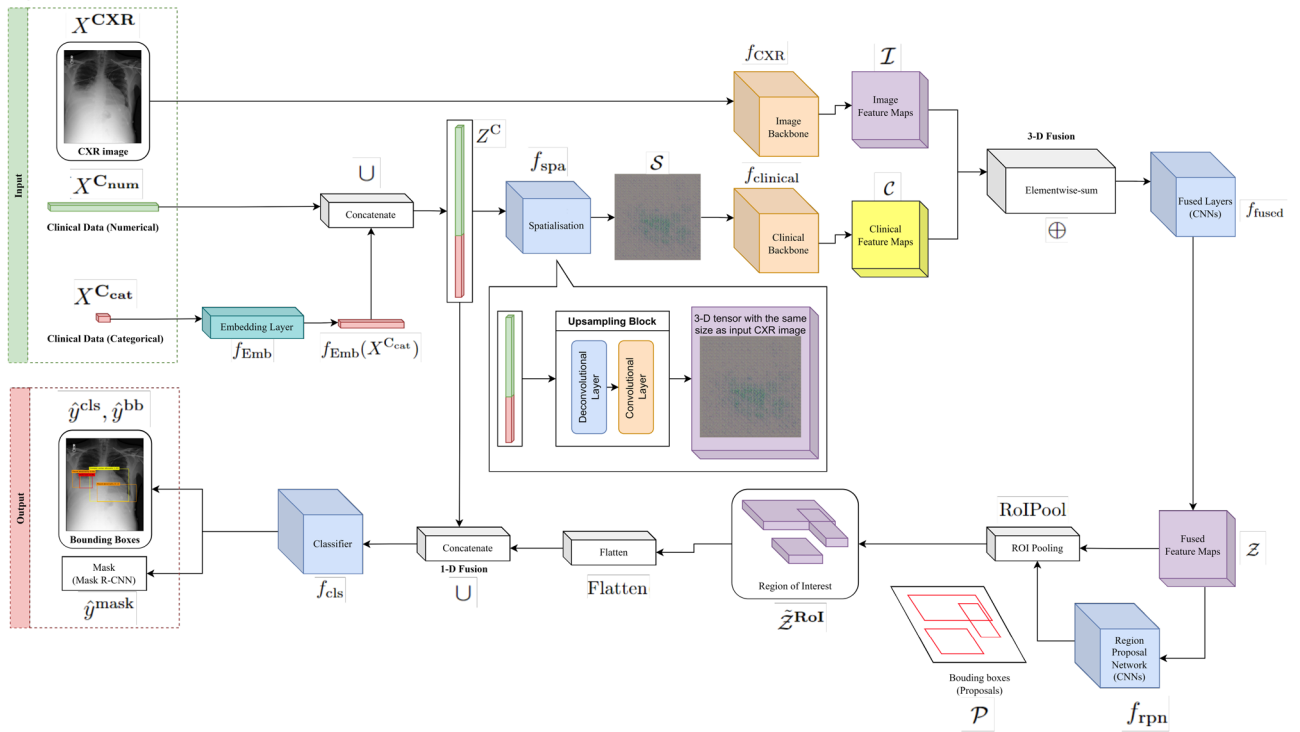 Input
X^CXR
CXR image
X^C_num
Clinical Data (Numerical)
X^C_cat
Clinical Data (Categorical)
Embedding Layer
f_Emb
f_Emb(X^C_cat)
∪
Concatenate
Z^C
f_spa
Spatialisation
S
f_CXR
Image
Backbone
I
Image
Feature Maps
f_clinical
Clinical
Backbone
C
Clinical
Feature Maps
3-D Fusion
Elementwise-sum
⊕
Fused Layers
(CNNs)
f_fused
Upsampling Block
Deconvolutional
Layer
Convolutional
Layer
3-D tensor with the same
size as input CXR image
Output
ŷ^cls, ŷ^bb
Bounding Boxes
Mask
(Mask R-CNN)
ŷ^mask
Classifier
f_cls
Concatenate
1-D Fusion
∪
Flatten
Flatten
Region of Interest
Z̃^RoI
RoIPool
ROI Pooling
Fused
Feature Maps
Z
Bouding boxes
(Proposals)
P
Region
Proposal
Network
(CNNs)
f_rpn